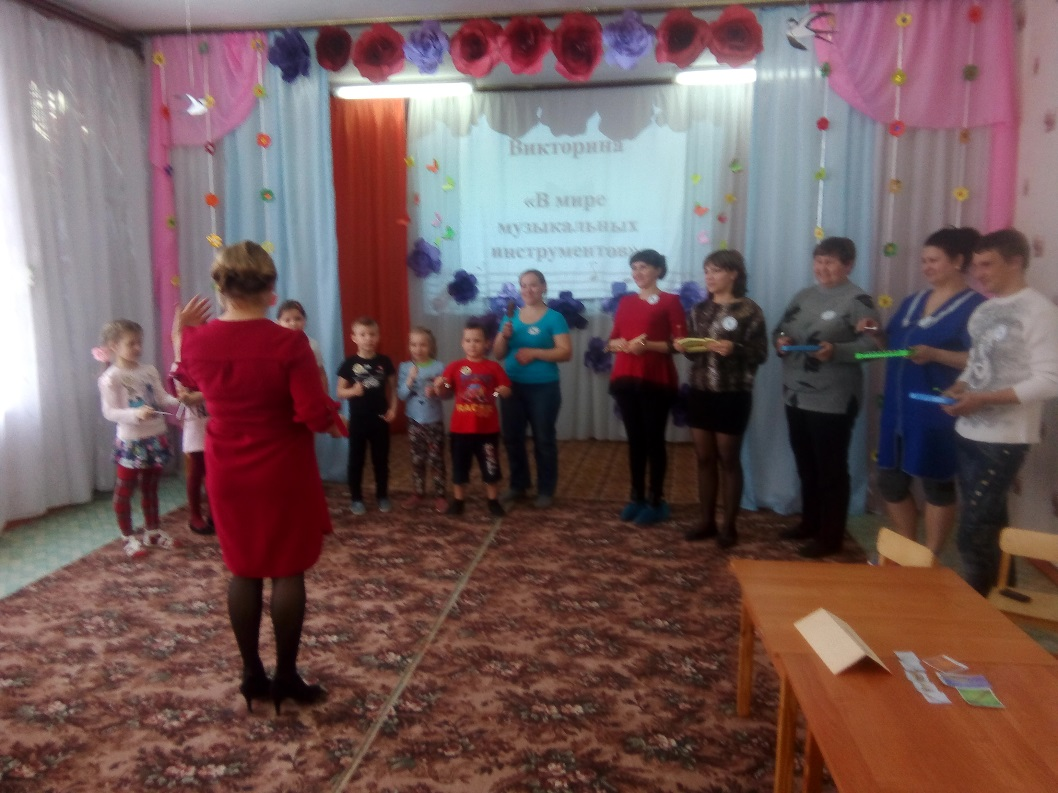 Викторина
«В мире
музыкальных
инструментов»